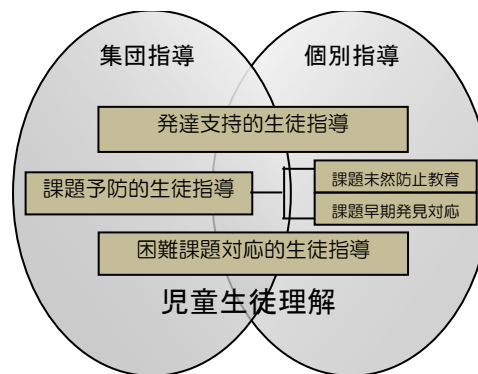 集団指導
個別指導
発達支持的生徒指導
課題予防的生徒指導
課題未然防止教育
課題早期発見対応
困難課題対応的生徒指導
児童生徒理解